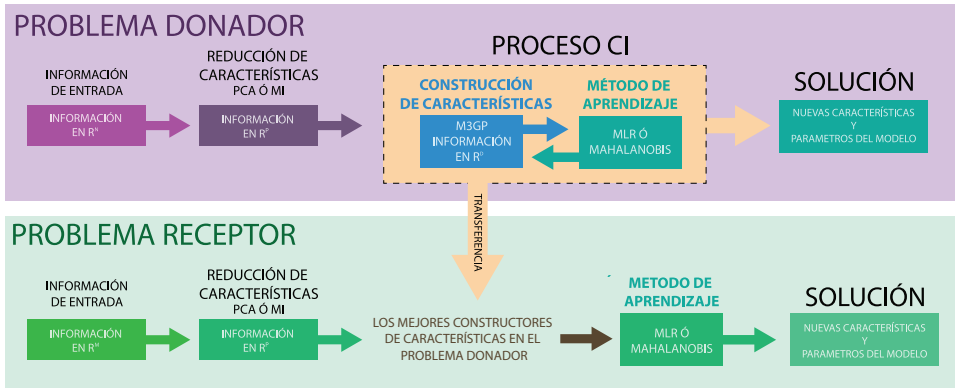 PROBLEMA DONADOR
INFORMACIÓN
DE ENTRADA
INFORMACIÓN
EN Rᴺ
REDUCCIÓN DE
CARACTERÍSTICAS
PCA Ó MI
INFORMACIÓN
EN Rᴾ
PROCESO CI
CONSTRUCCIÓN
DE CARACTERÍSTICAS
M3GP
INFORMACIÓN
EN Rᴰ
MÉTODO DE
APRENDIZAJE
MLR Ó
MAHALANOBIS
SOLUCIÓN
NUEVAS CARACTERÍSTICAS
Y
PARAMETROS DEL MODELO
TRANSFERENCIA
PROBLEMA RECEPTOR
INFORMACIÓN
DE ENTRADA
INFORMACIÓN
EN Rᴹ
REDUCCIÓN DE
CARACTERÍSTICAS
PCA Ó MI
INFORMACIÓN
EN Rᴾ
LOS MEJORES CONSTRUCTORES
DE CARACTERÍSTICAS EN EL
PROBLEMA DONADOR
METODO DE
APRENDIZAJE
MLR Ó
MAHALANOBIS
SOLUCIÓN
NUEVAS CARACTERÍSTICAS
Y
PARAMETROS DEL MODELO